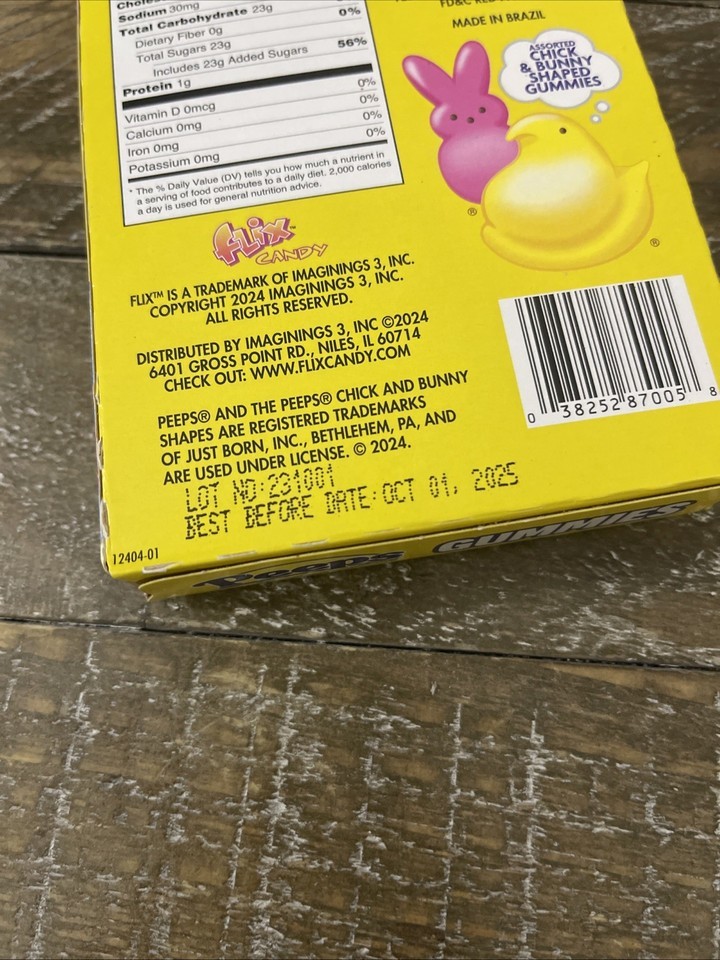 Sodium 30mg
Total Carbohydrate 23g 0%
Dietary Fiber 0g
Total Sugars 23g
Includes 23g Added Sugars 56%
Protein 1g
0%
Vitamin D 0mcg 0%
Calcium 0mg 0%
Iron 0mg 0%
Potassium 0mg
* The % Daily Value (DV) tells you how much a nutrient in
a serving of food contributes to a daily diet. 2,000 calories
a day is used for general nutrition advice.
MADE IN BRAZIL
ASSORTED
CHICK
& BUNNY
SHAPED
GUMMIES
®
®
FLiX™
CANDY
FLIX™ IS A TRADEMARK OF IMAGININGS 3, INC.
COPYRIGHT 2024 IMAGININGS 3, INC.
ALL RIGHTS RESERVED.
DISTRIBUTED BY IMAGININGS 3, INC ©2024
6401 GROSS POINT RD., NILES, IL 60714
CHECK OUT: WWW.FLIXCANDY.COM
PEEPS® AND THE PEEPS® CHICK AND BUNNY
SHAPES ARE REGISTERED TRADEMARKS
OF JUST BORN, INC., BETHLEHEM, PA, AND
ARE USED UNDER LICENSE. © 2024.
LOT NO:231001
BEST BEFORE DATE:OCT 01, 2025
0 38252 87005 8
12404-01
Peeps GUMMIES